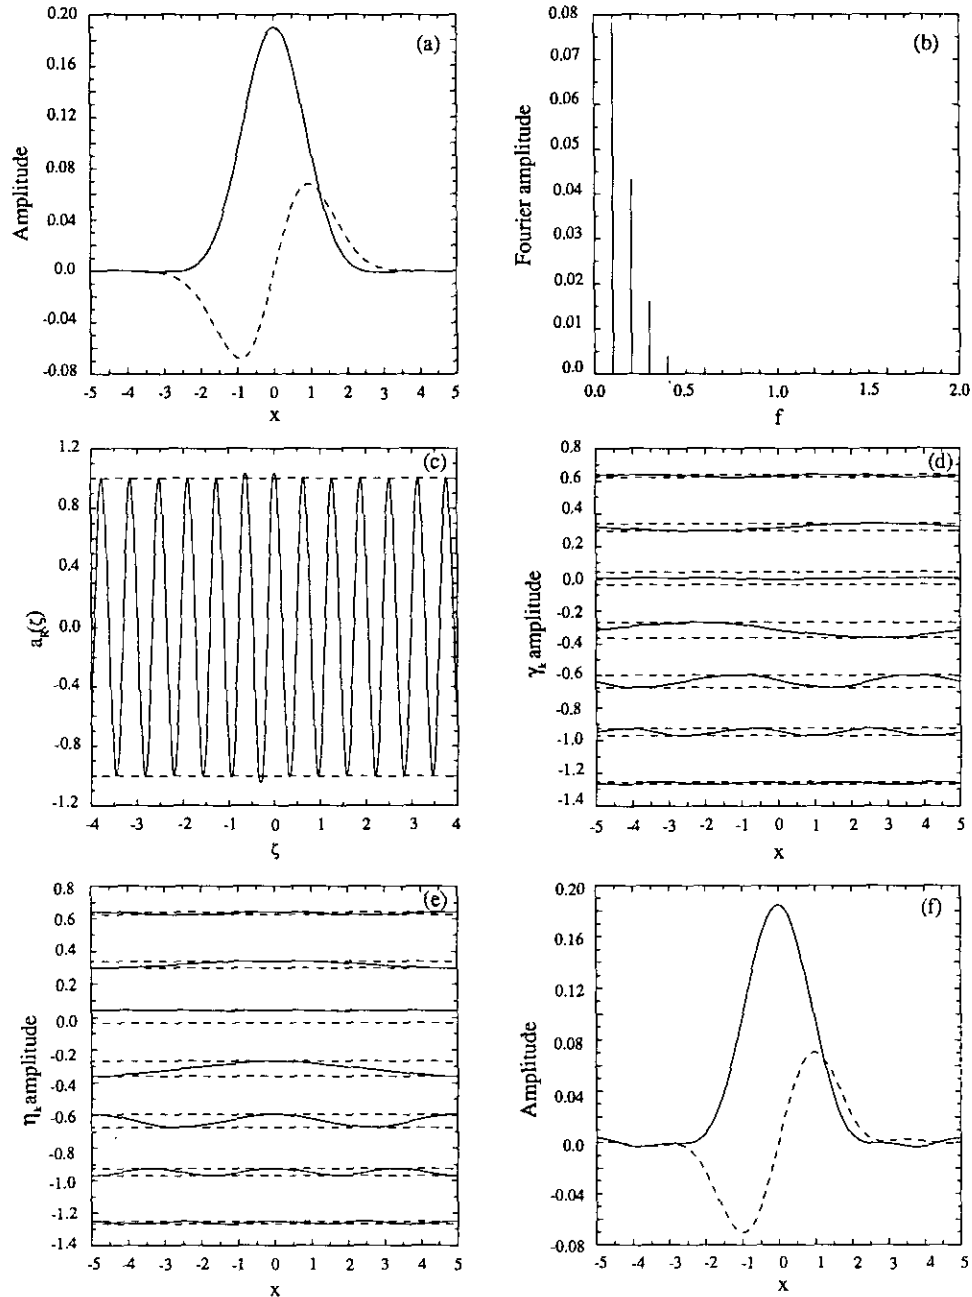 (a)
Amplitude
0.20
0.16
0.12
0.08
0.04
0.0
-0.04
-0.08
-5 -4 -3 -2 -1 0 1 2 3 4 5
x
(b)
Fourier amplitude
0.08
0.07
0.06
0.05
0.04
0.03
0.02
0.01
0.0
0.0 0.5 1.0 1.5 2.0
f
(c)
a_R(ζ)
1.2
0.8
0.4
0.0
-0.4
-0.8
-1.2
-4 -3 -2 -1 0 1 2 3 4
ζ
(d)
γ_k amplitude
0.8
0.6
0.4
0.2
0.0
-0.2
-0.4
-0.6
-0.8
-1.0
-1.2
-1.4
-5 -4 -3 -2 -1 0 1 2 3 4 5
x
(e)
η_k amplitude
0.8
0.6
0.4
0.2
0.0
-0.2
-0.4
-0.6
-0.8
-1.0
-1.2
-1.4
-5 -4 -3 -2 -1 0 1 2 3 4 5
x
(f)
Amplitude
0.20
0.16
0.12
0.08
0.04
0.0
-0.04
-0.08
-5 -4 -3 -2 -1 0 1 2 3 4 5
x